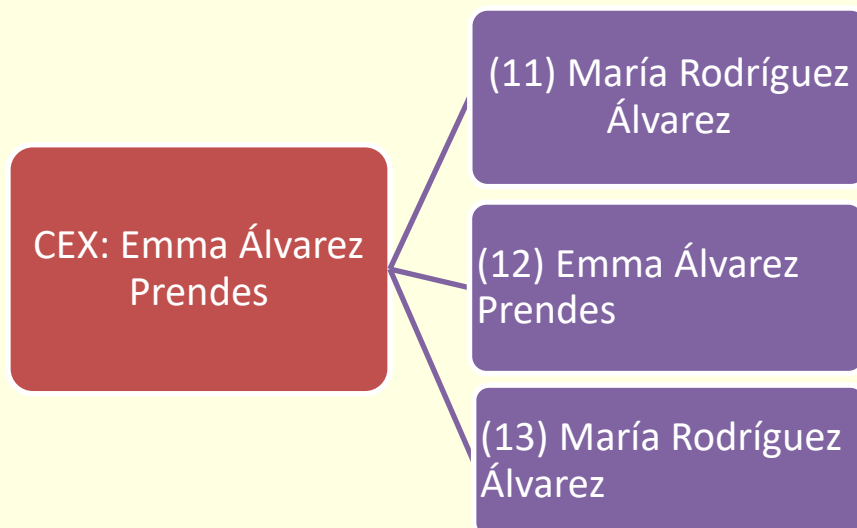 CEX: Emma Álvarez
Prendes
(11) María Rodríguez
Álvarez
(12) Emma Álvarez
Prendes
(13) María Rodríguez
Álvarez